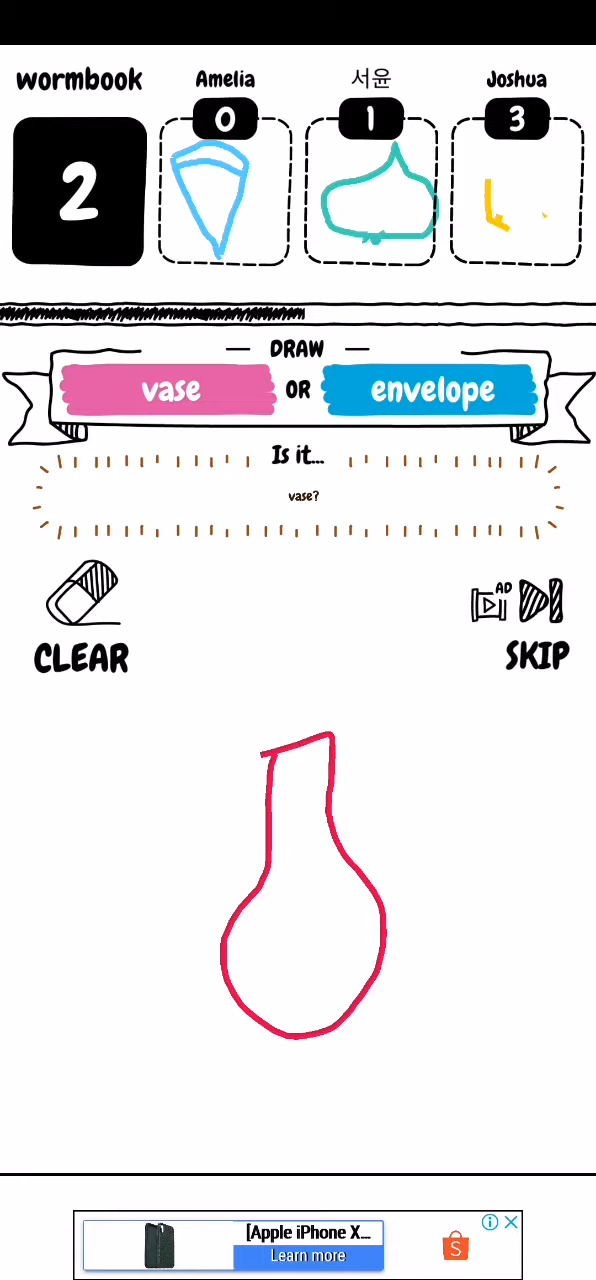 wormbook Amelia 서윤 Joshua
2 0 1 3
DRAW
vase OR envelope
Is it...
vase?
AD
CLEAR SKIP
[Apple iPhone X...
Learn more
S